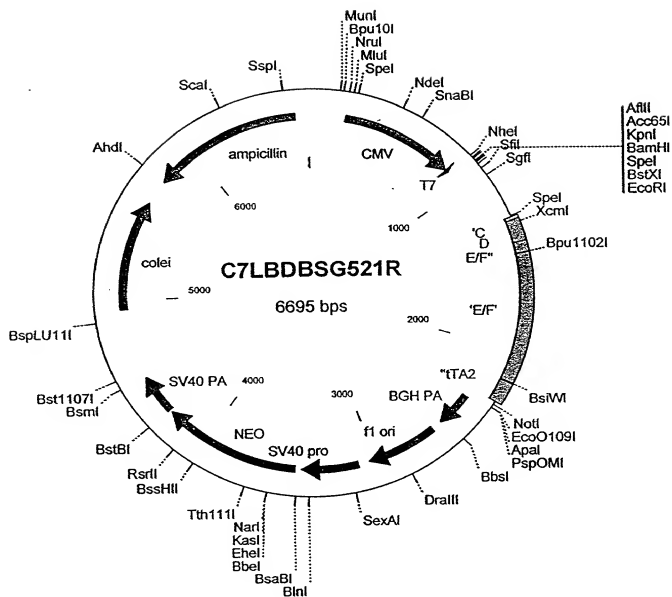 MunI
Bpu10I
NruI
MluI
SpeI
SspI
ScaI
NdeI
SnaBI
AhdI
ampicillin
CMV
NheI
SfiI
SgfI
AflII
Acc65I
KpnI
BamHI
SpeI
BstXI
EcoRI
T7
6000
1000
SpeI
XcmI
'C
D
E/F"
Bpu1102I
colei
C7LBDBSG521R
6695 bps
5000
'E/F'
2000
BspLU11I
"tTA2
SV40 PA
4000
3000
BGH PA
BsiWI
Bst1107I
BsmI
NotI
EcoO109I
ApaI
PspOMI
NEO
SV40 pro
f1 ori
BstBI
BbsI
RsrII
BssHII
DraIII
Tth111I
SexAI
NarI
KasI
EheI
BbeI
BsaBI
BlnI